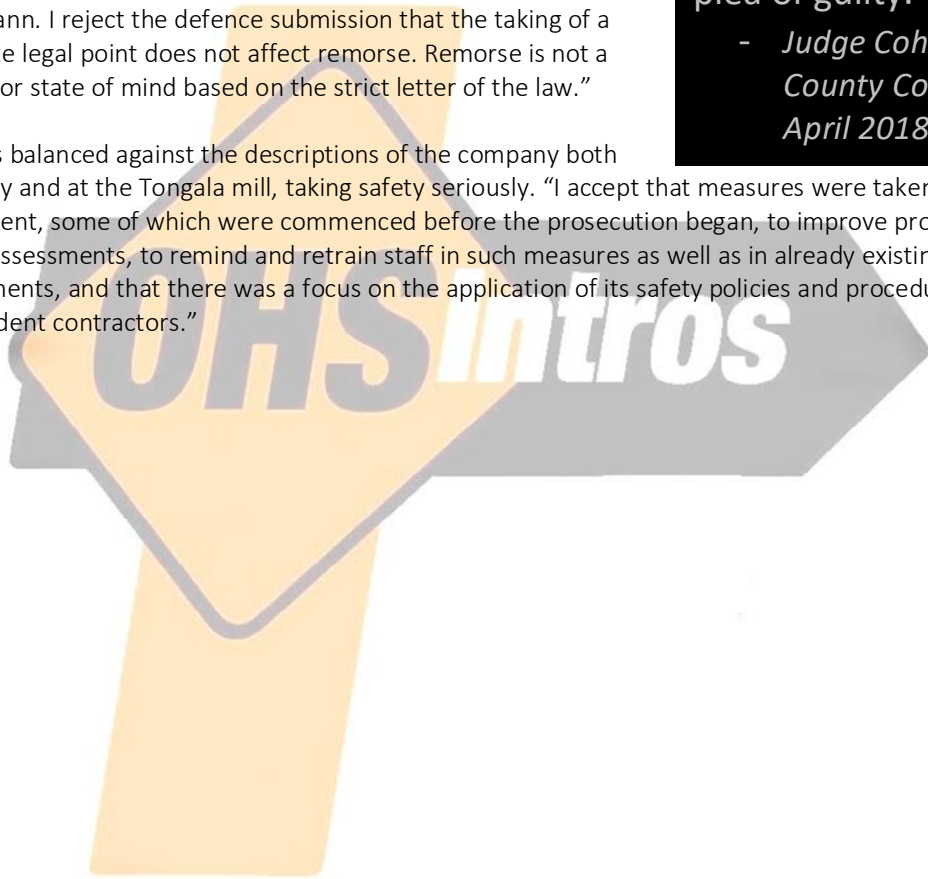 ann. I reject the defence submission that the taking of a
te legal point does not affect remorse. Remorse is not a
or state of mind based on the strict letter of the law.”
s balanced against the descriptions of the company both
y and at the Tongala mill, taking safety seriously. “I accept that measures were taken
ent, some of which were commenced before the prosecution began, to improve pro
ssessments, to remind and retrain staff in such measures as well as in already existin
nents, and that there was a focus on the application of its safety policies and procedu
dent contractors.”
plea of guilty.
- Judge Coh
County Co
April 2018
OHSintros